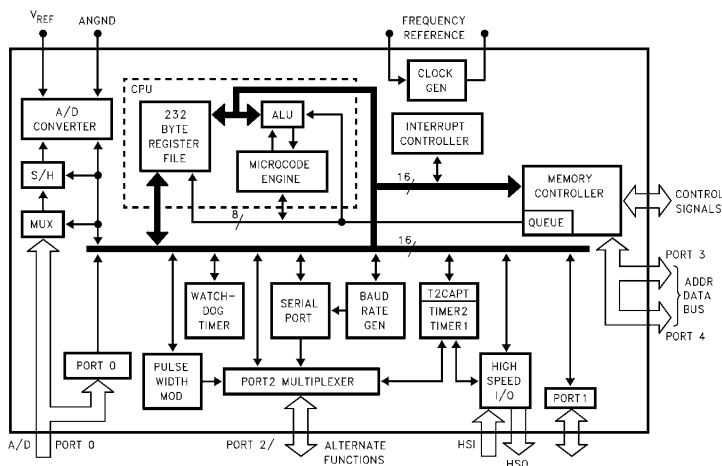 VREF
ANGND
FREQUENCY
REFERENCE
CPU
CLOCK
GEN
A/D
CONVERTER
232
BYTE
REGISTER
FILE
ALU
INTERRUPT
CONTROLLER
S/H
MICROCODE
ENGINE
MEMORY
CONTROLLER
16
CONTROL
SIGNALS
MUX
8
QUEUE
16
PORT 3
WATCH-
DOG
TIMER
SERIAL
PORT
BAUD
RATE
GEN
T2CAPT
TIMER2
TIMER1
ADDR
DATA
BUS
PORT 4
PORT 0
PULSE
WIDTH
MOD
PORT2 MULTIPLEXER
HIGH
SPEED
I/O
PORT1
A/D
PORT 0
PORT 2/
ALTERNATE
FUNCTIONS
HSI
HSO